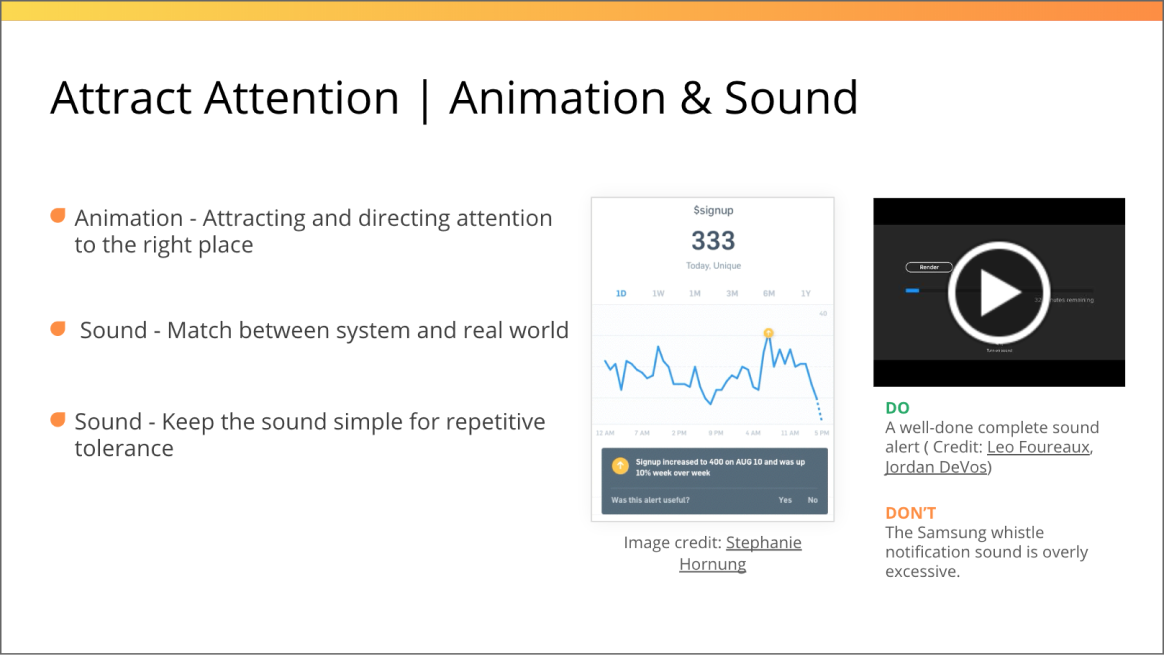 Attract Attention | Animation & Sound
Animation - Attracting and directing attention
to the right place
Sound - Match between system and real world
Sound - Keep the sound simple for repetitive
tolerance
$signup
333
Today, Unique
1D 1W 1M 3M 6M 1Y
40
12 AM 7 AM 2 PM 8 PM 4 AM 11 AM 5 PM
Signup increased to 400 on AUG 10 and was up
10% week over week
Was this alert useful? Yes No
Image credit: Stephanie
Hornung
Render
minutes remaining
DO
A well-done complete sound
alert ( Credit: Leo Foureaux,
Jordan DeVos)
DON'T
The Samsung whistle
notification sound is overly
excessive.